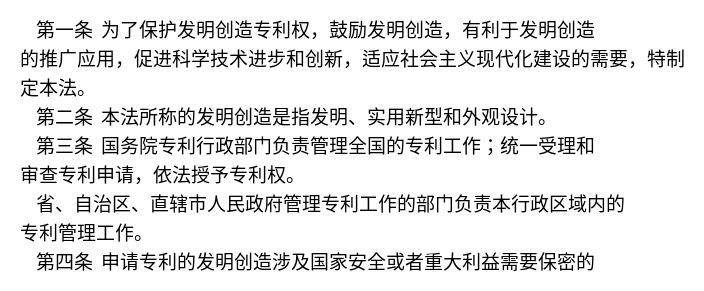 第一条 为了保护发明创造专利权，鼓励发明创造，有利于发明创造
的推广应用，促进科学技术进步和创新，适应社会主义现代化建设的需要，特制
定本法。
第二条 本法所称的发明创造是指发明、实用新型和外观设计。
第三条 国务院专利行政部门负责管理全国的专利工作；统一受理和
审查专利申请，依法授予专利权。
省、自治区、直辖市人民政府管理专利工作的部门负责本行政区域内的
专利管理工作。
第四条 申请专利的发明创造涉及国家安全或者重大利益需要保密的